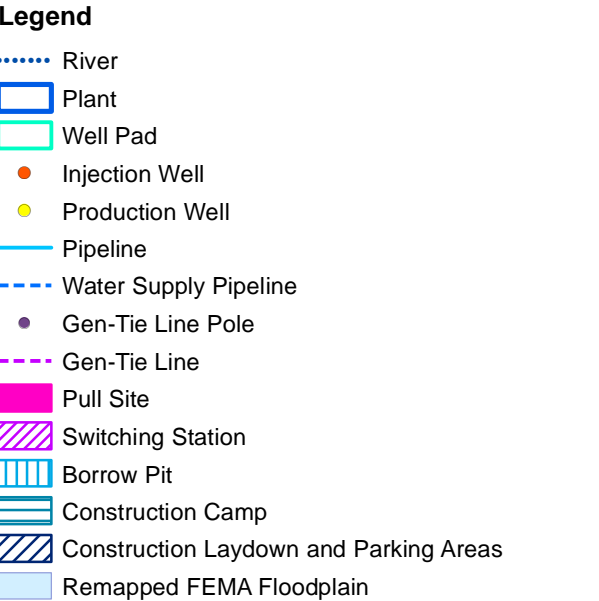 Legend
River
Plant
Well Pad
Injection Well
Production Well
Pipeline
Water Supply Pipeline
Gen-Tie Line Pole
Gen-Tie Line
Pull Site
Switching Station
Borrow Pit
Construction Camp
Construction Laydown and Parking Areas
Remapped FEMA Floodplain